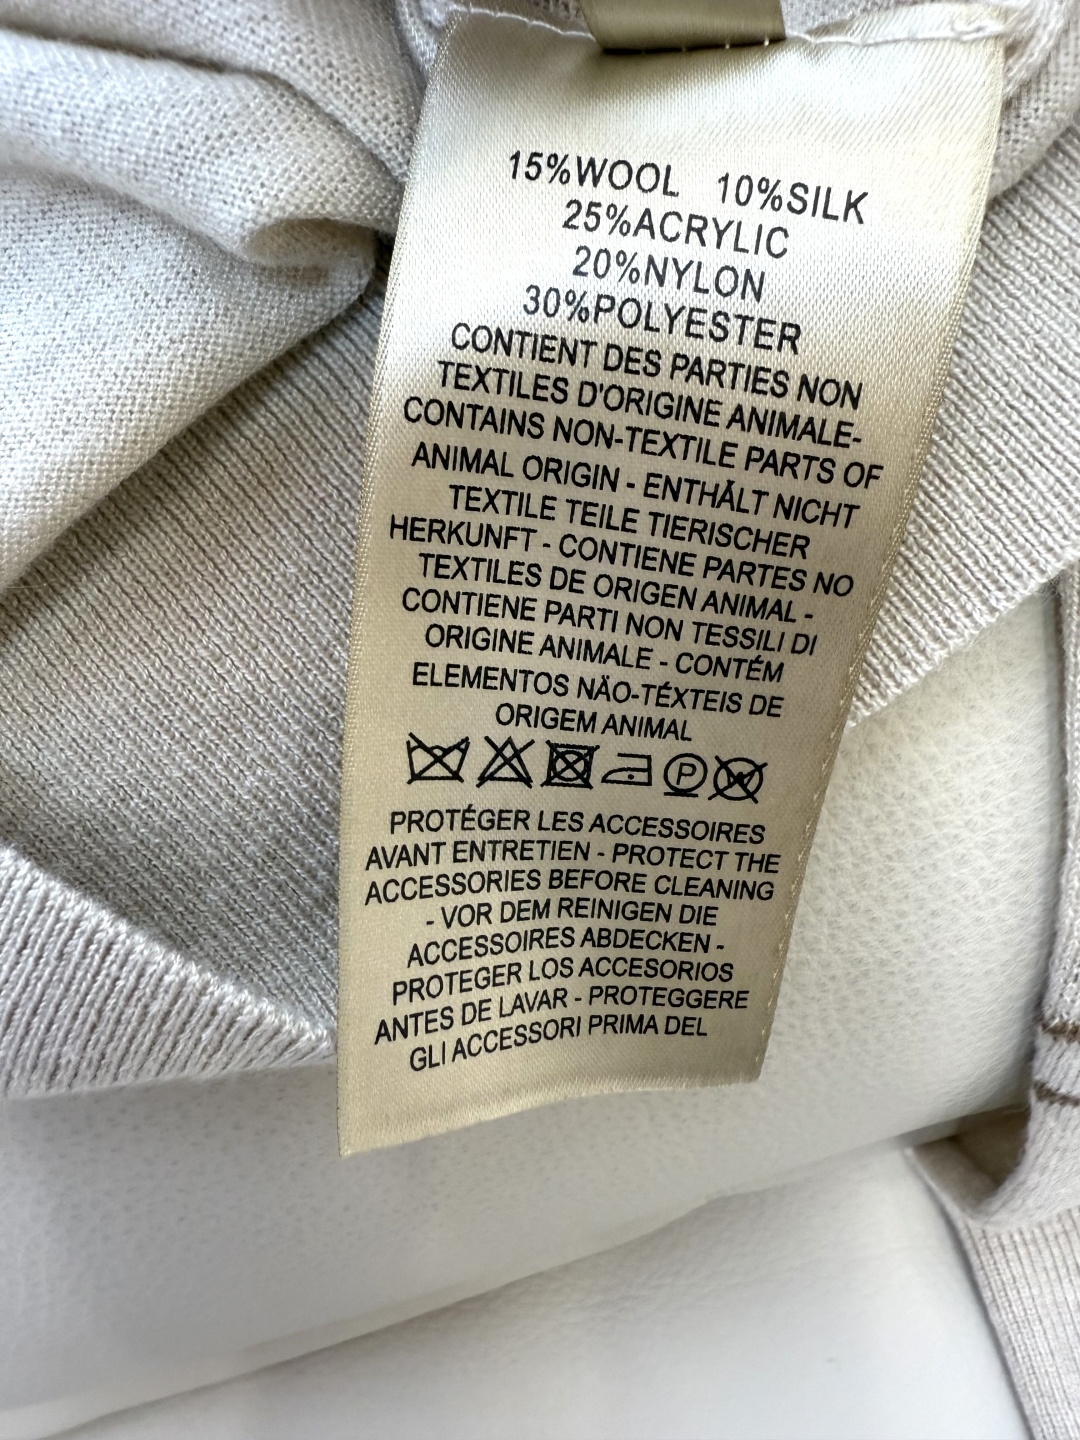 15%WOOL 10%SILK
25%ACRYLIC
20%NYLON
30%POLYESTER
CONTIENT DES PARTIES NON
TEXTILES D'ORIGINE ANIMALE-
CONTAINS NON-TEXTILE PARTS OF
ANIMAL ORIGIN - ENTHÄLT NICHT
TEXTILE TEILE TIERISCHER
HERKUNFT - CONTIENE PARTES NO
TEXTILES DE ORIGEN ANIMAL -
CONTIENE PARTI NON TESSILI DI
ORIGINE ANIMALE - CONTÉM
ELEMENTOS NÄO-TÉXTEIS DE
ORIGEM ANIMAL
P W
PROTÉGER LES ACCESSOIRES
AVANT ENTRETIEN - PROTECT THE
ACCESSORIES BEFORE CLEANING
- VOR DEM REINIGEN DIE
ACCESSOIRES ABDECKEN -
PROTEGER LOS ACCESORIOS
ANTES DE LAVAR - PROTEGGERE
GLI ACCESSORI PRIMA DEL